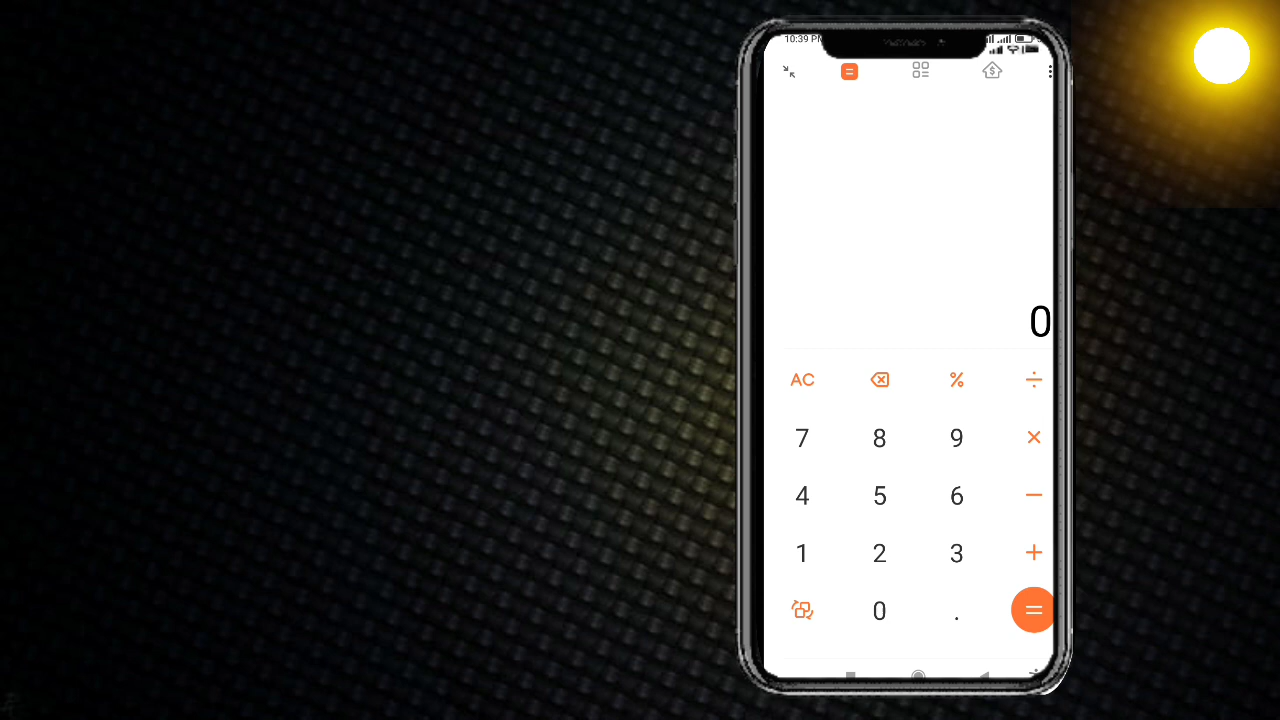 10:39 PM
0
AC % ÷
7 8 9 ×
4 5 6 −
1 2 3 +
0 . =